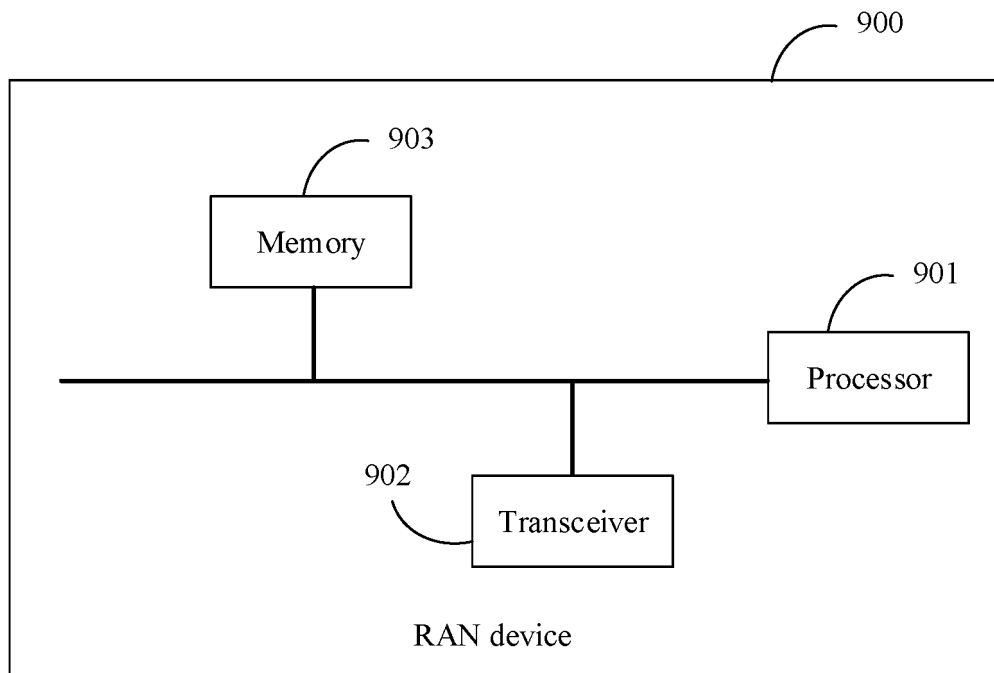 900
903
Memory
901
Processor
902
Transceiver
RAN device